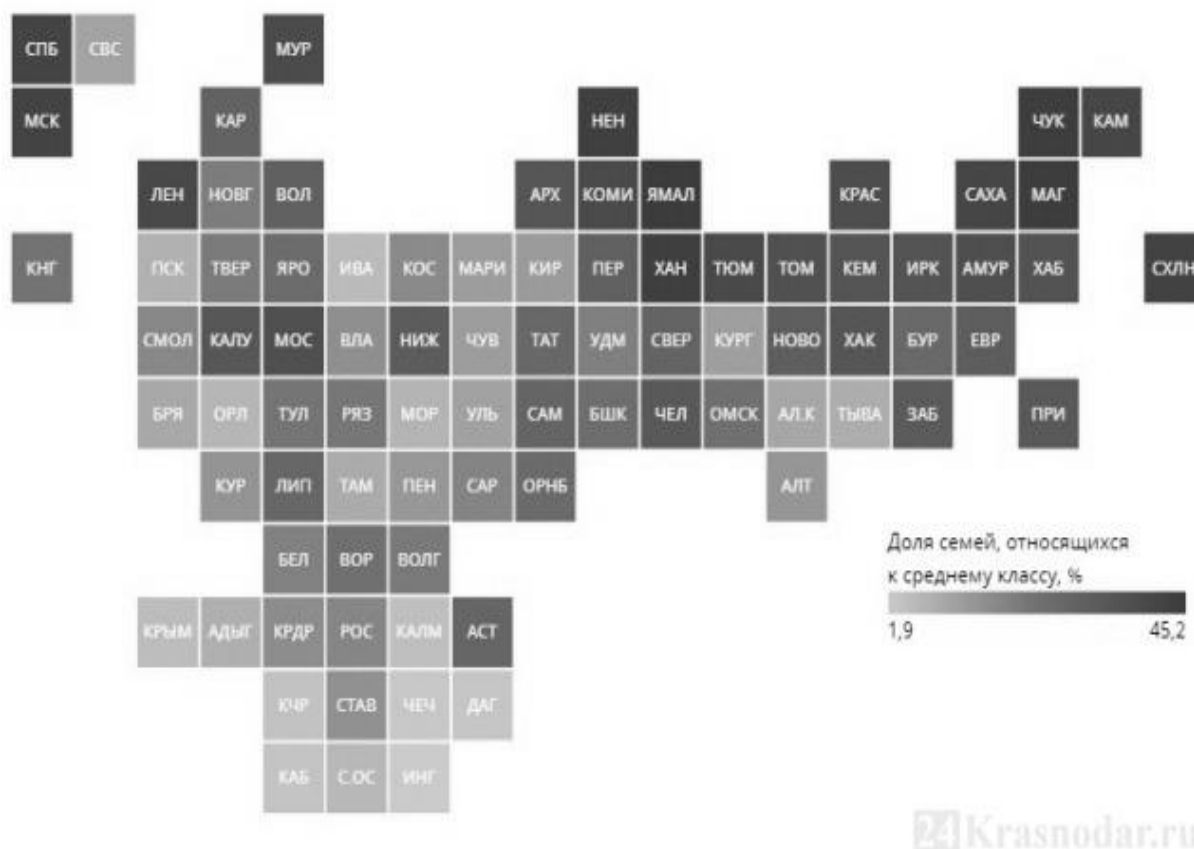 СПБ СВС МУР
МСК КАР НЕН ЧУК КАМ
ЛЕН НОВГ ВОЛ АРХ КОМИ ЯМАЛ КРАС САХА МАГ
КНГ ПСК ТВЕР ЯРО ИВА КОС МАРИ КИР ПЕР ХАН ТЮМ ТОМ КЕМ ИРК АМУР ХАБ СХЛН
СМОЛ КАЛУ МОС ВЛА НИЖ ЧУВ ТАТ УДМ СВЕР КУРГ НОВО ХАК БУР ЕВР
БРЯ ОРЛ ТУЛ РЯЗ МОР УЛЬ САМ БШК ЧЕЛ ОМСК АЛ.К ТЫВА ЗАБ ПРИ
КУР ЛИП ТАМ ПЕН САР ОРНБ АЛТ
БЕЛ ВОР ВОЛГ
Доля семей, относящихся
к среднему классу, %
1,9 45,2
КРЫМ АДЫГ КРДР РОС КАЛМ АСТ
КЧР СТАВ ЧЕЧ ДАГ
КАБ С.ОС ИНГ
24 Krasnodar.ru